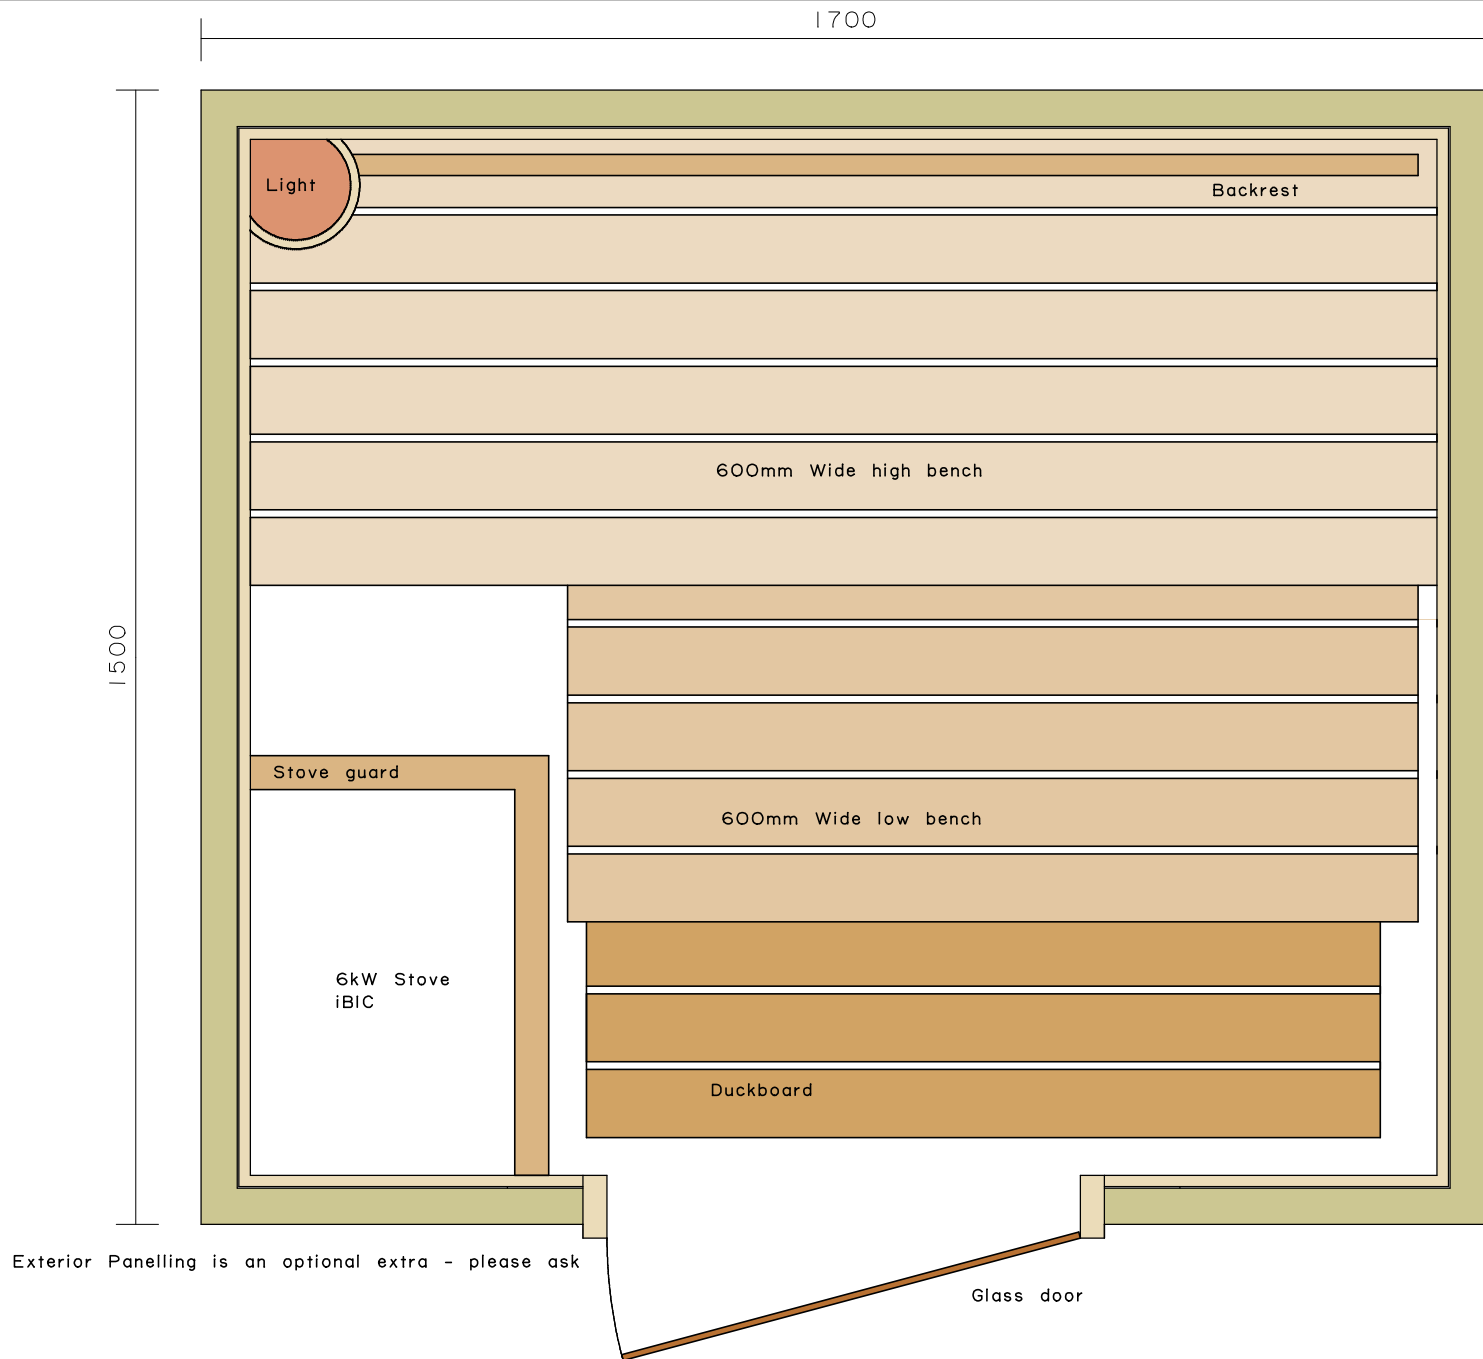 1700
Light
Backrest
600mm Wide high bench
1500
Stove guard
600mm Wide low bench
6kW Stove
iBIC
Duckboard
Exterior Panelling is an optional extra - please ask
Glass door